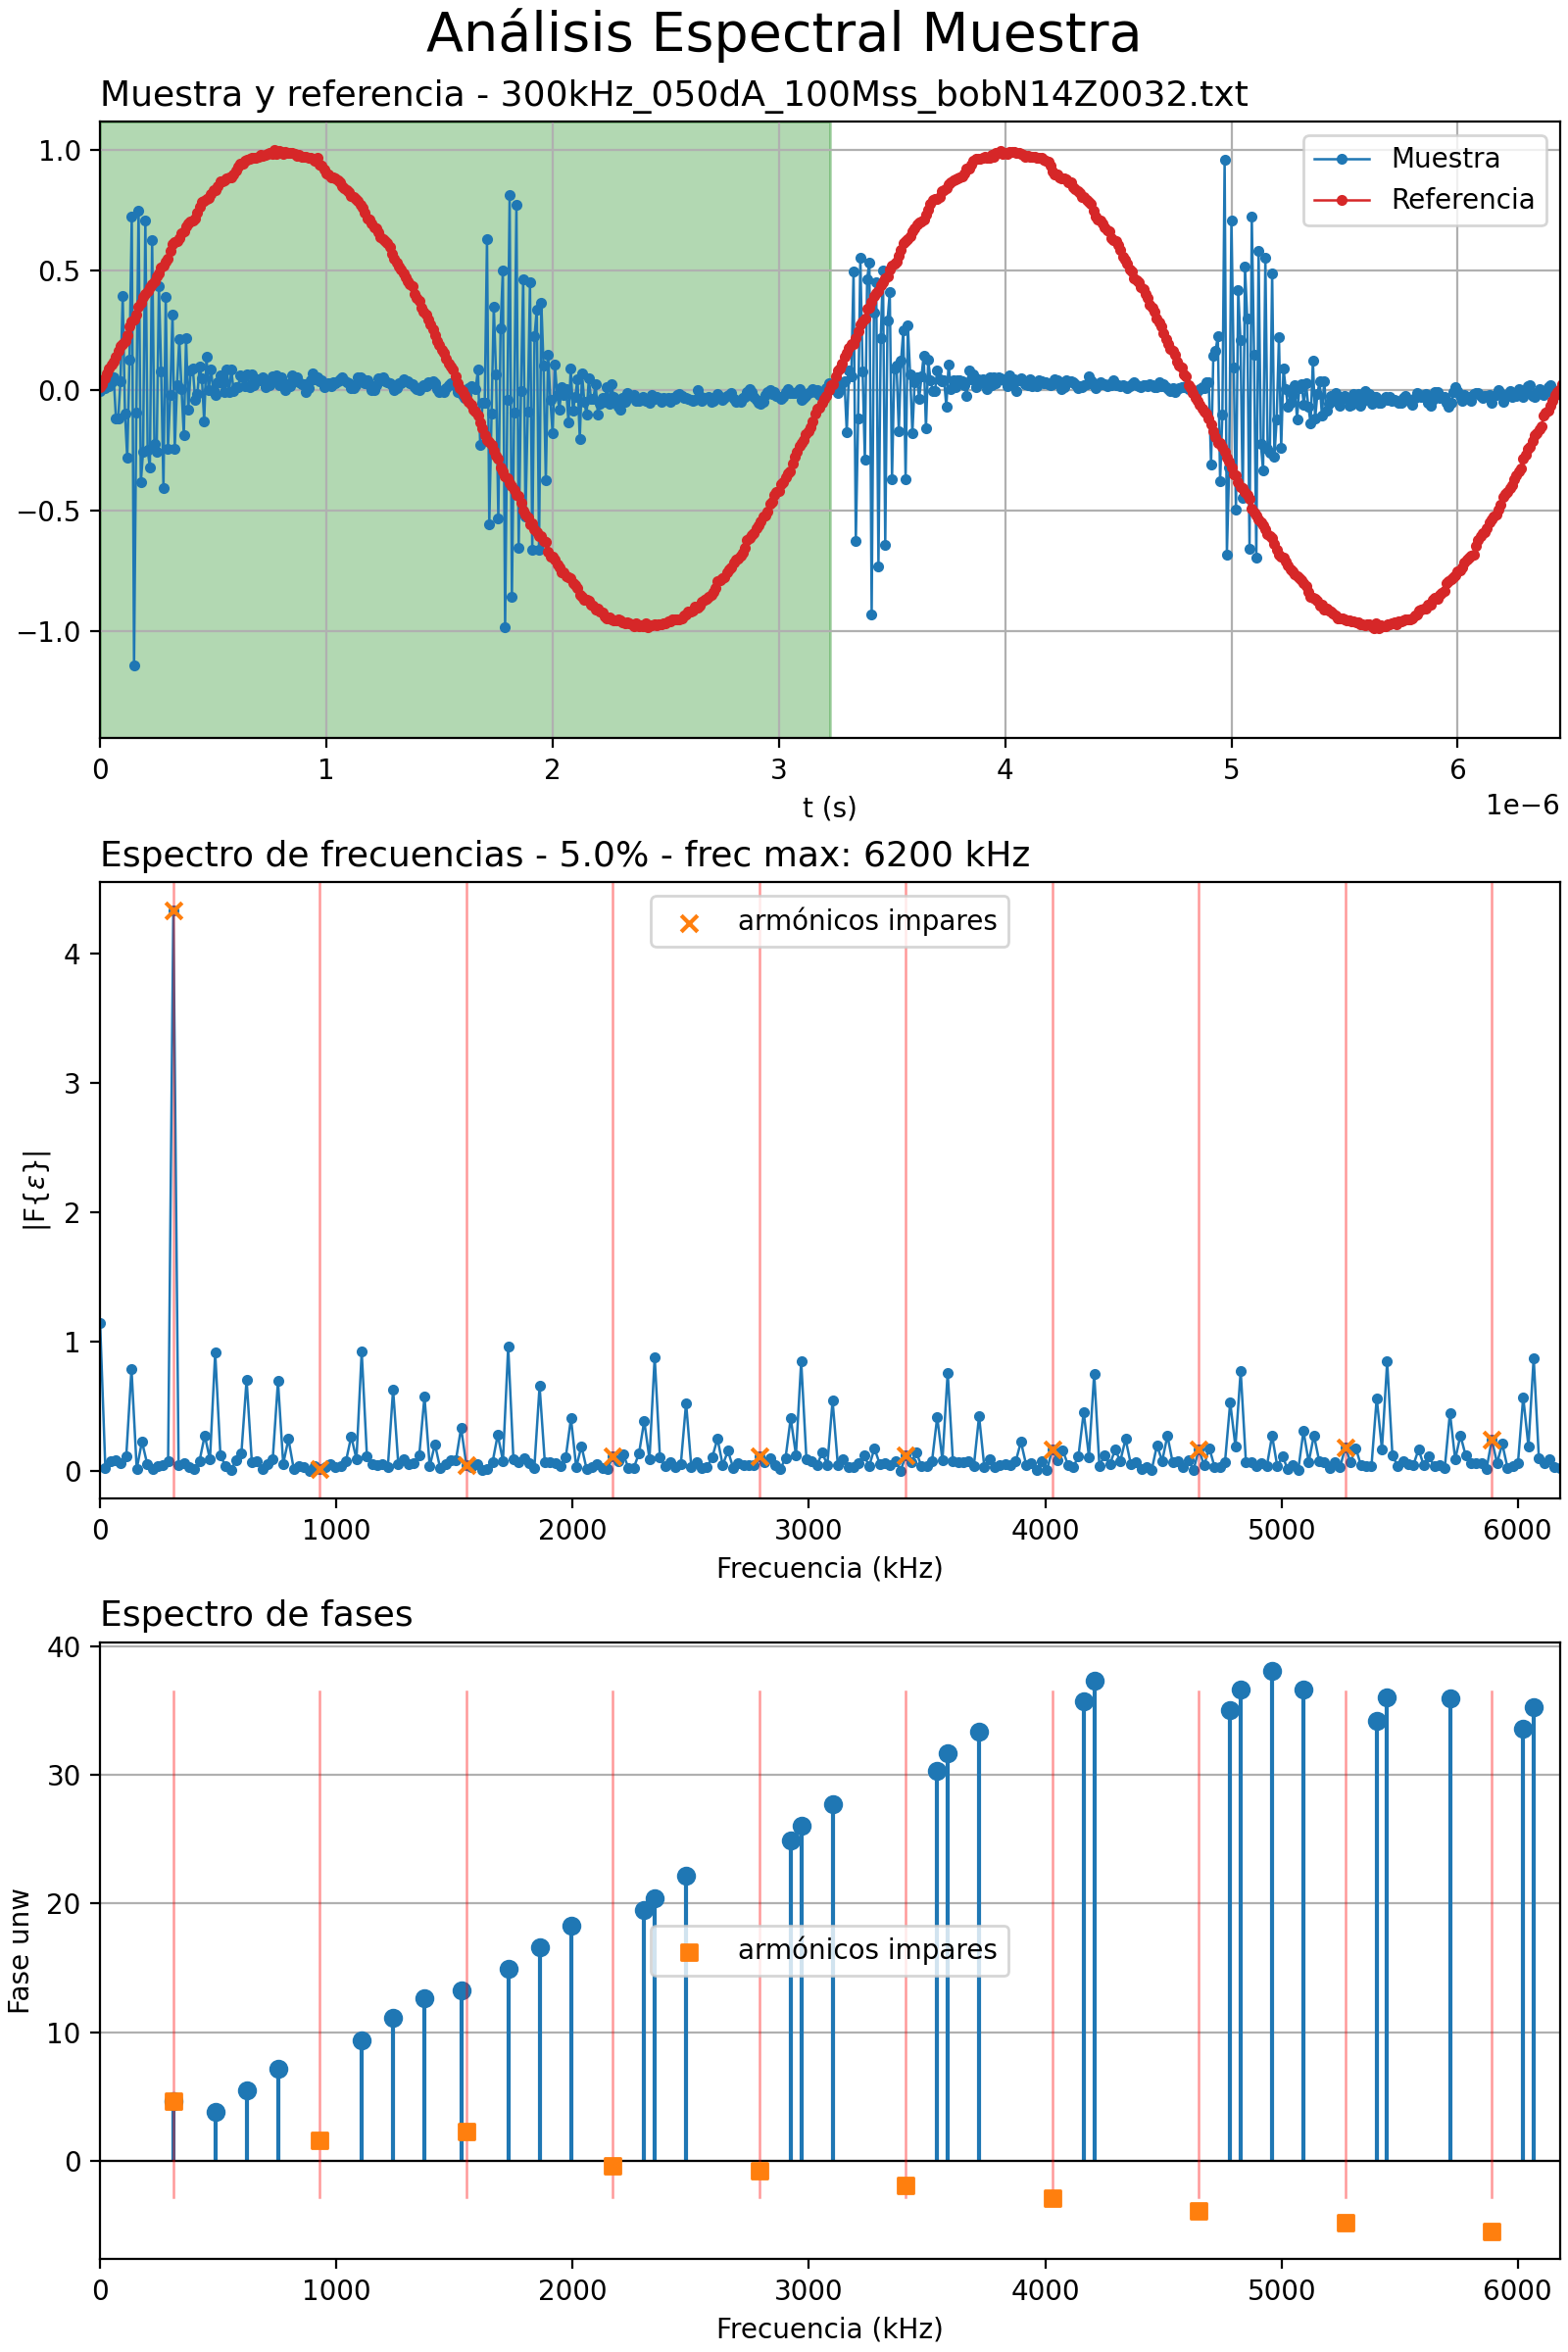 Análisis Espectral Muestra
Muestra y referencia - 300kHz_050dA_100Mss_bobN14Z0032.txt
1.0
0.5
0.0
−0.5
−1.0
Muestra
Referencia
0 1 2 3 4 5 6
t (s)
1e−6
Espectro de frecuencias - 5.0% - frec max: 6200 kHz
armónicos impares
4
3
2
1
0
|F{ε}|
0 1000 2000 3000 4000 5000 6000
Frecuencia (kHz)
Espectro de fases
40
30
20
10
0
Fase unw
armónicos impares
0 1000 2000 3000 4000 5000 6000
Frecuencia (kHz)